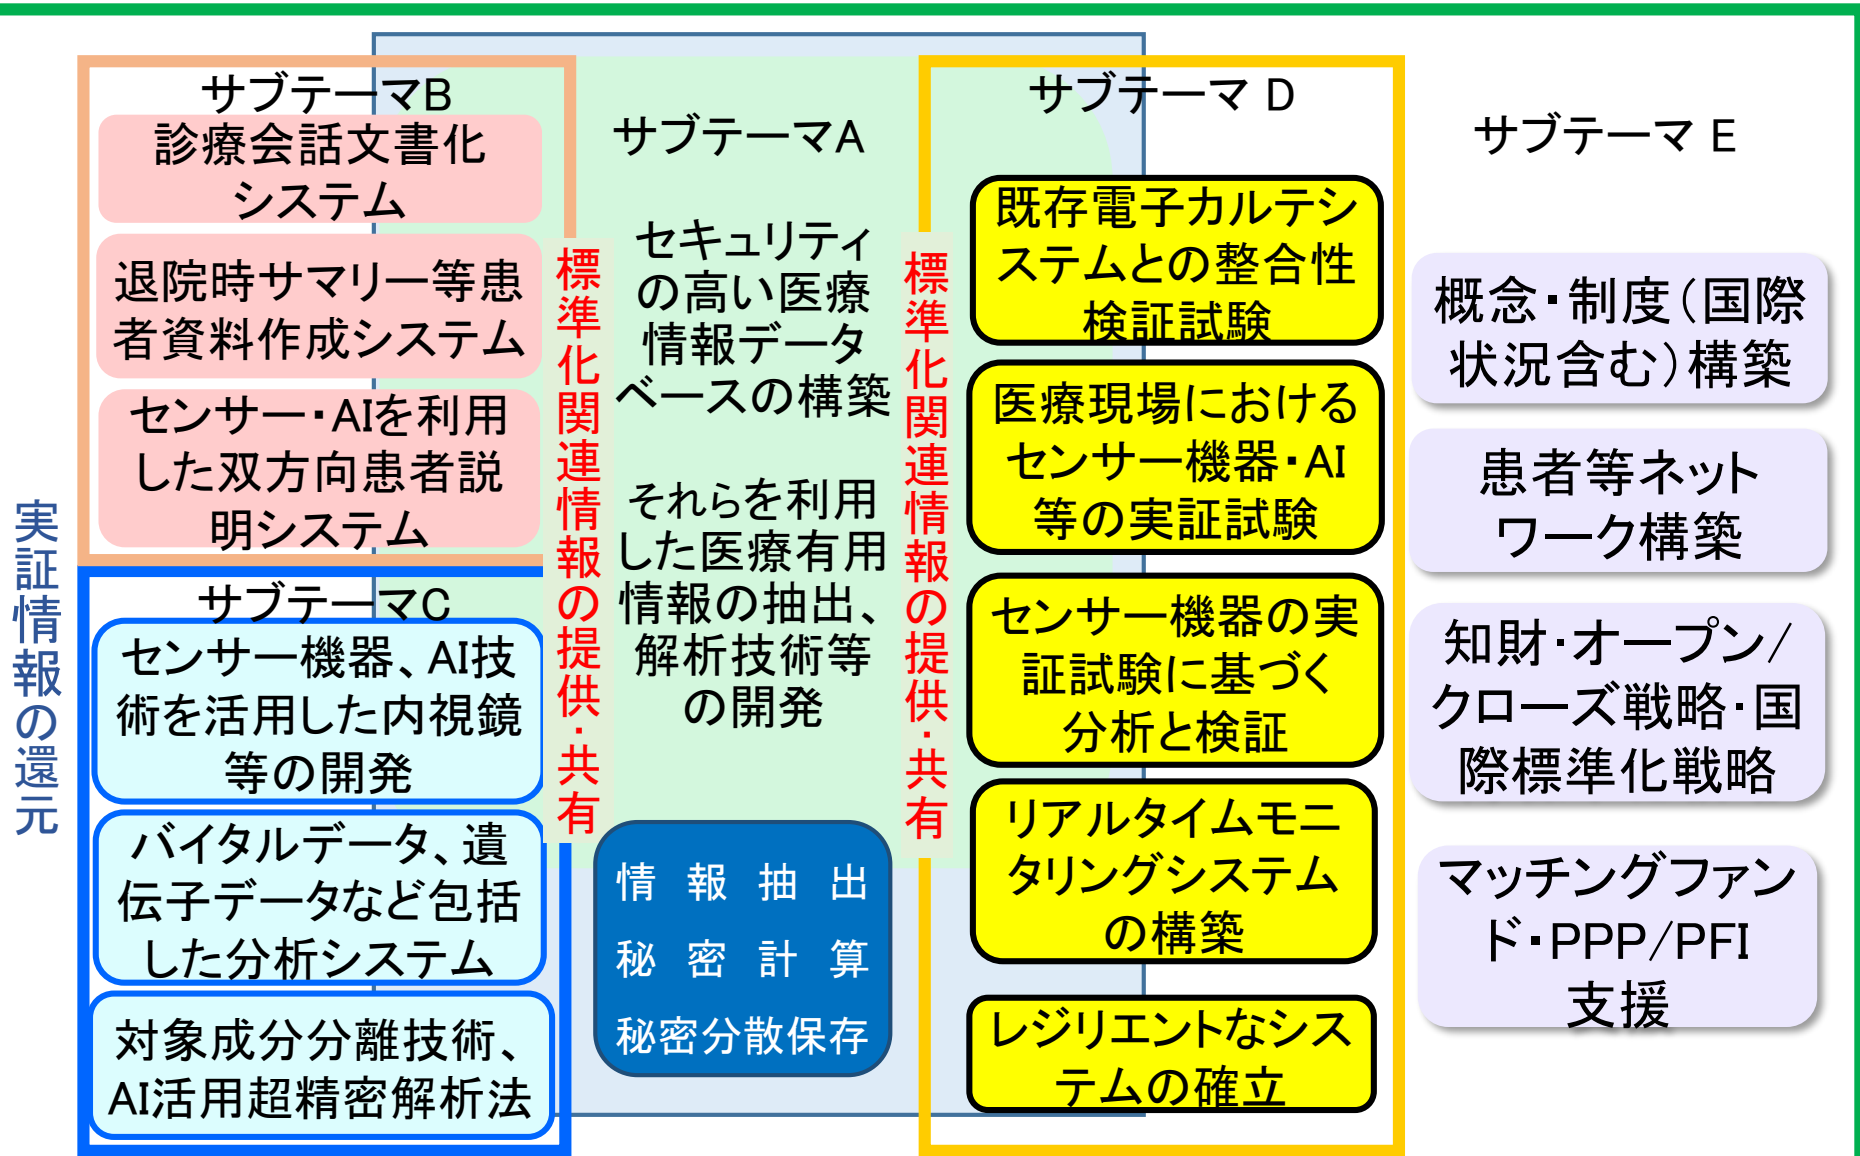 実証情報の還元
サブテーマB
診療会話文書化
システム
退院時サマリー等患
者資料作成システム
センサー・AIを利用
した双方向患者説
明システム
サブテーマC
センサー機器、AI技
術を活用した内視鏡
等の開発
バイタルデータ、遺
伝子データなど包括
した分析システム
対象成分分離技術、
AI活用超精密解析法
標準化関連情報の提供・共有
サブテーマA
セキュリティ
の高い医療
情報データ
ベースの構築
それらを利用
した医療有用
情報の抽出、
解析技術等
の開発
情報抽出
秘密計算
秘密分散保存
標準化関連情報の提供・共有
サブテーマ D
既存電子カルテシ
ステムとの整合性
検証試験
医療現場における
センサー機器・AI
等の実証試験
センサー機器の実
証試験に基づく
分析と検証
リアルタイムモニ
タリングシステム
の構築
レジリエントなシス
テムの確立
サブテーマ E
概念・制度(国際
状況含む)構築
患者等ネット
ワーク構築
知財・オープン/
クローズ戦略・国
際標準化戦略
マッチングファン
ド・PPP/PFI
支援